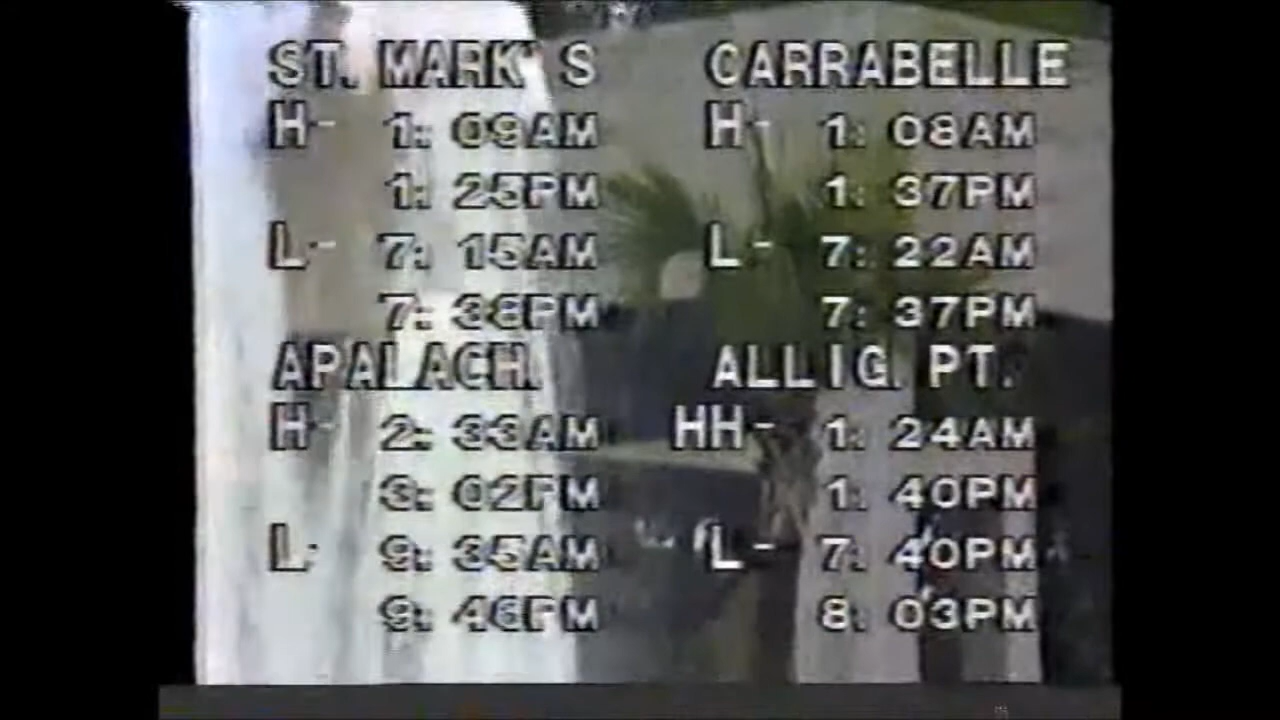 ST. MARK'S CARRABELLE
H- 1:09AM H- 1:08AM
1:25PM 1:37PM
L- 7:15AM L- 7:22AM
7:38PM 7:37PM
APALACH. ALLIG. PT.
H- 2:33AM HH- 1:24AM
3:02PM 1:40PM
L- 9:35AM L- 7:40PM
9:46PM 8:03PM